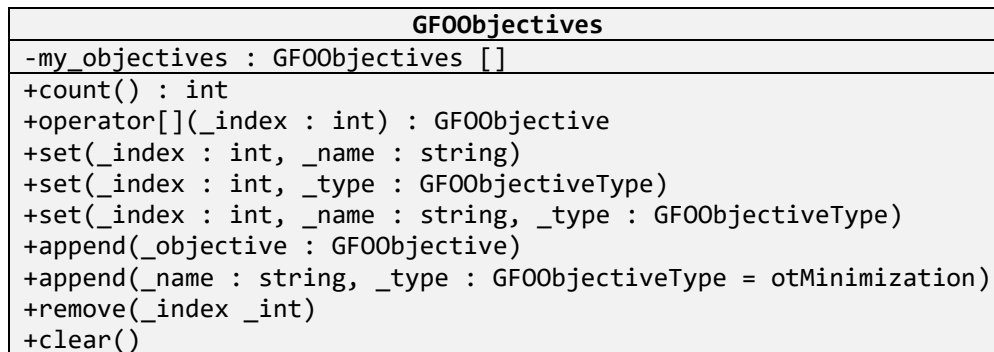 GFOObjectives
-my_objectives : GFOObjectives []
+count() : int
+operator[](_index : int) : GFOObjective
+set(_index : int, _name : string)
+set(_index : int, _type : GFOObjectiveType)
+set(_index : int, _name : string, _type : GFOObjectiveType)
+append(_objective : GFOObjective)
+append(_name : string, _type : GFOObjectiveType = otMinimization)
+remove(_index _int)
+clear()